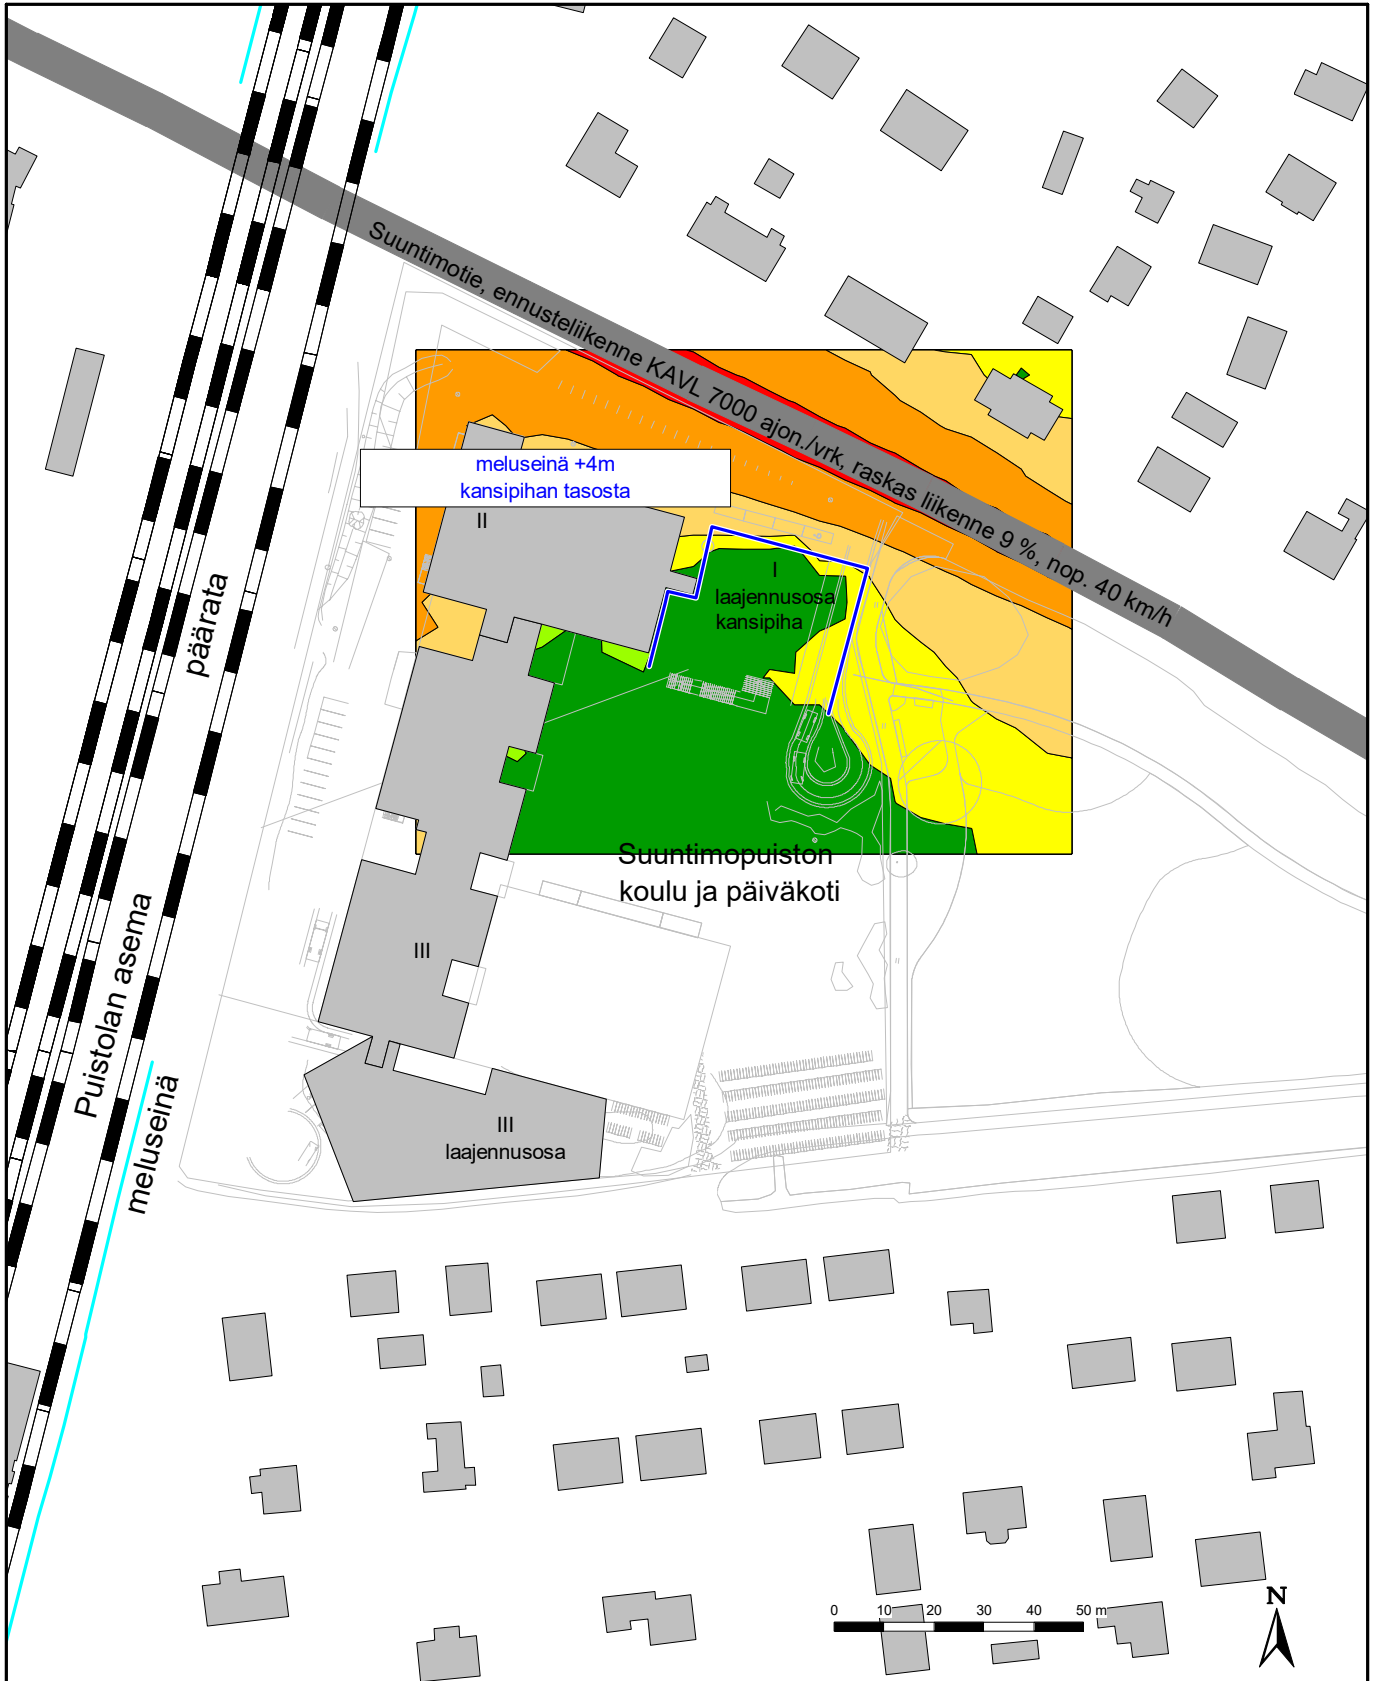 Suuntimotie, ennusteliikenne KAVL 7000 ajon./vrk, raskas liikenne 9 %, nop. 40 km/h
meluseinä +4m
kansipihan tasosta
II
I
laajennusosa
kansipiha
päärata
Suuntimopuiston
koulu ja päiväkoti
Puistolan asema
III
meluseinä
III
laajennusosa
0 10 20 30 40 50 m
N